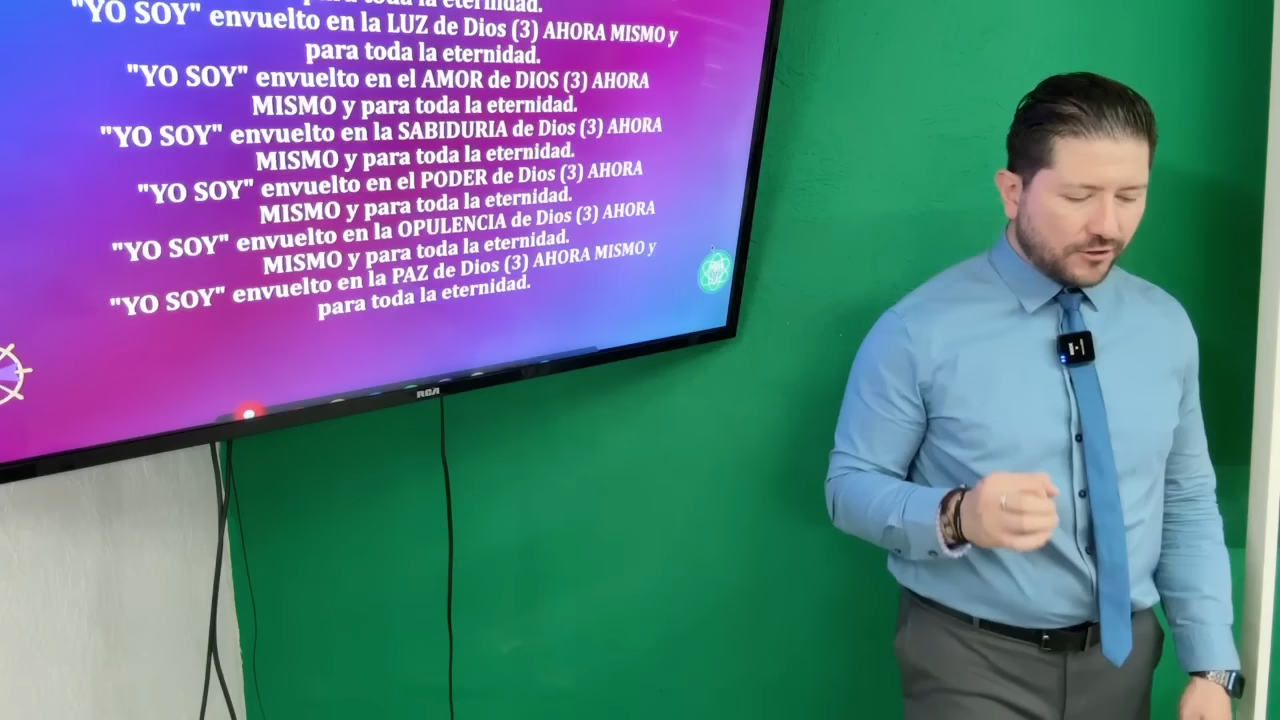 para toda la eternidad.
"YO SOY" envuelto en la LUZ de Dios (3) AHORA MISMO y
para toda la eternidad.
"YO SOY" envuelto en el AMOR de DIOS (3) AHORA
MISMO y para toda la eternidad.
"YO SOY" envuelto en la SABIDURIA de Dios (3) AHORA
MISMO y para toda la eternidad.
"YO SOY" envuelto en el PODER de Dios (3) AHORA
MISMO y para toda la eternidad.
"YO SOY" envuelto en la OPULENCIA de Dios (3) AHORA
MISMO y para toda la eternidad.
"YO SOY" envuelto en la PAZ de Dios (3) AHORA MISMO y
para toda la eternidad.
RCA